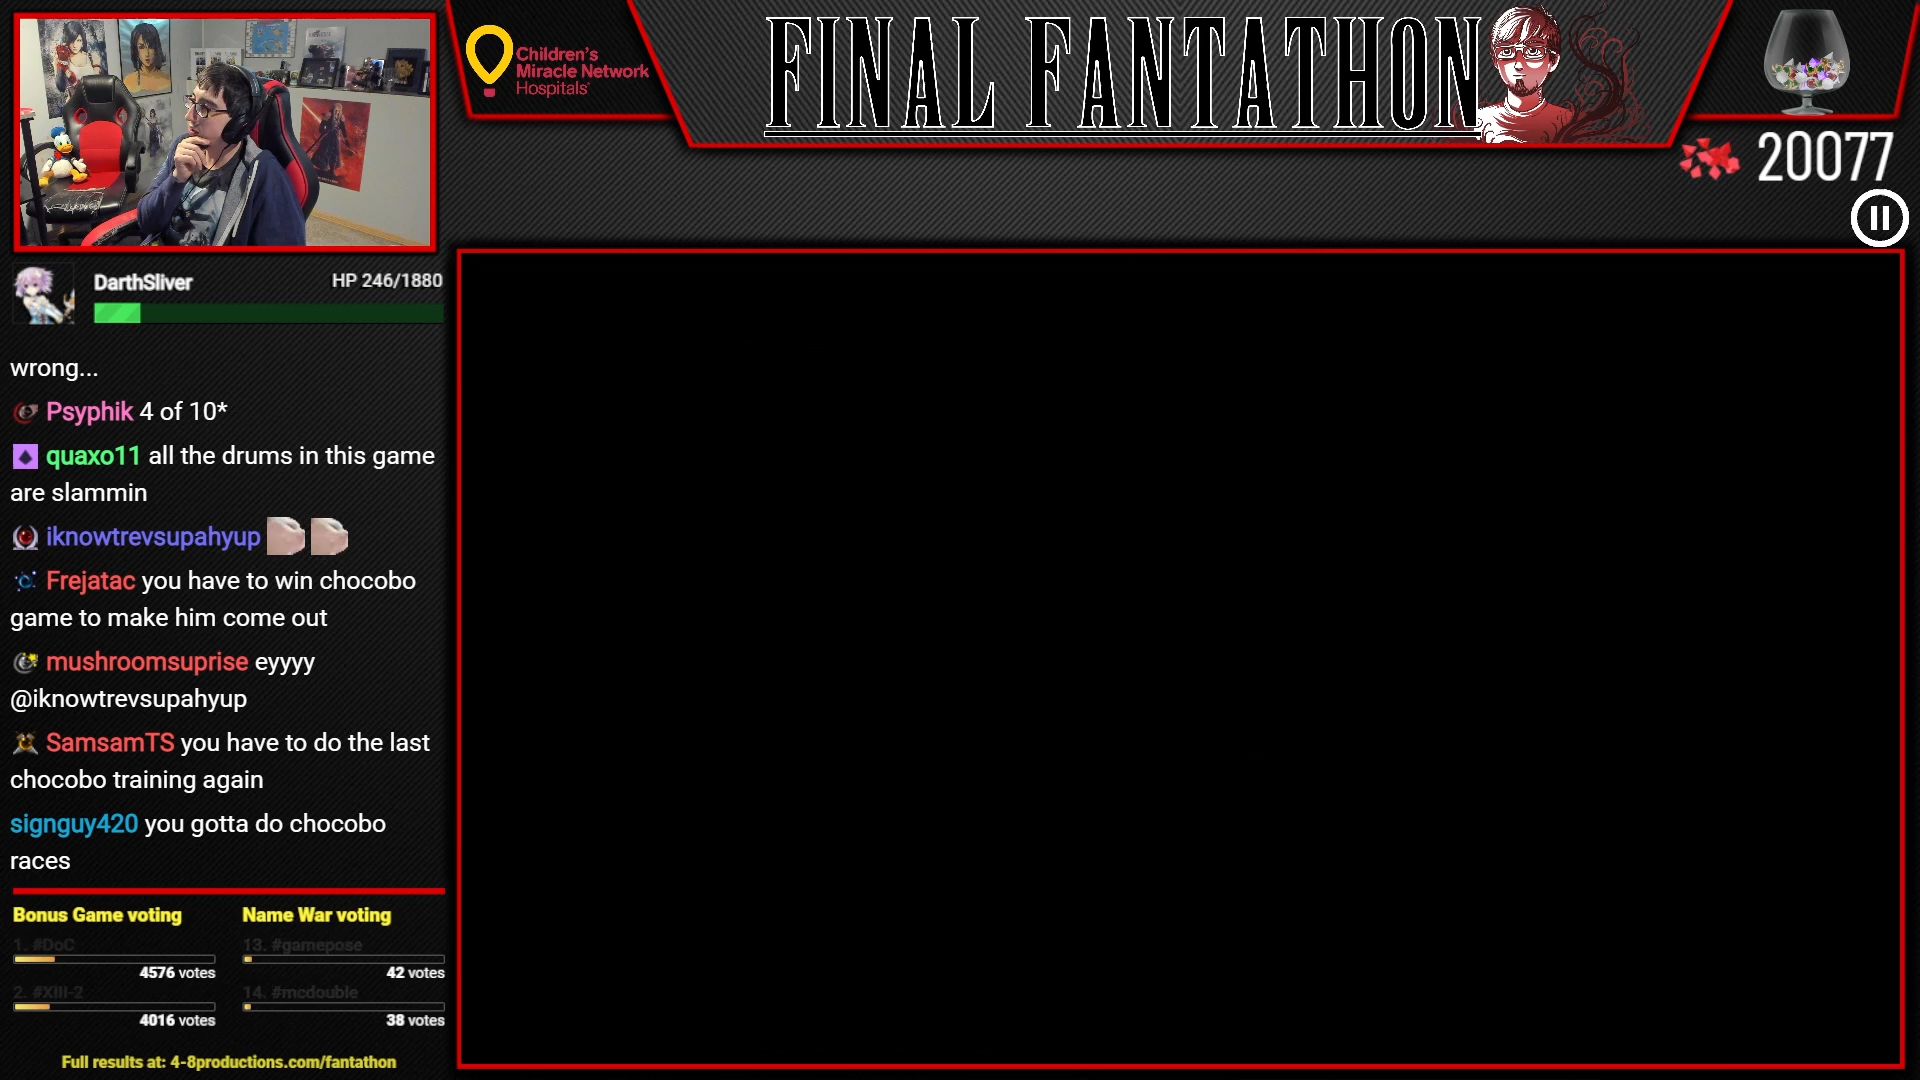 Children's
Miracle Network
Hospitals
FINAL FANTATHON
20077
DarthSliver
HP 246/1880
wrong...
Psyphik 4 of 10*
quaxo11 all the drums in this game
are slammin
iknowtrevsupahyup
Frejatac you have to win chocobo
game to make him come out
mushroomsuprise eyyyy
@iknowtrevsupahyup
SamsamTS you have to do the last
chocobo training again
signguy420 you gotta do chocobo
races
Bonus Game voting
1. #DoC
4576 votes
2. #XIII-2
4016 votes
Name War voting
13. #gamepose
42 votes
14. #mcdouble
38 votes
Full results at: 4-8productions.com/fantathon